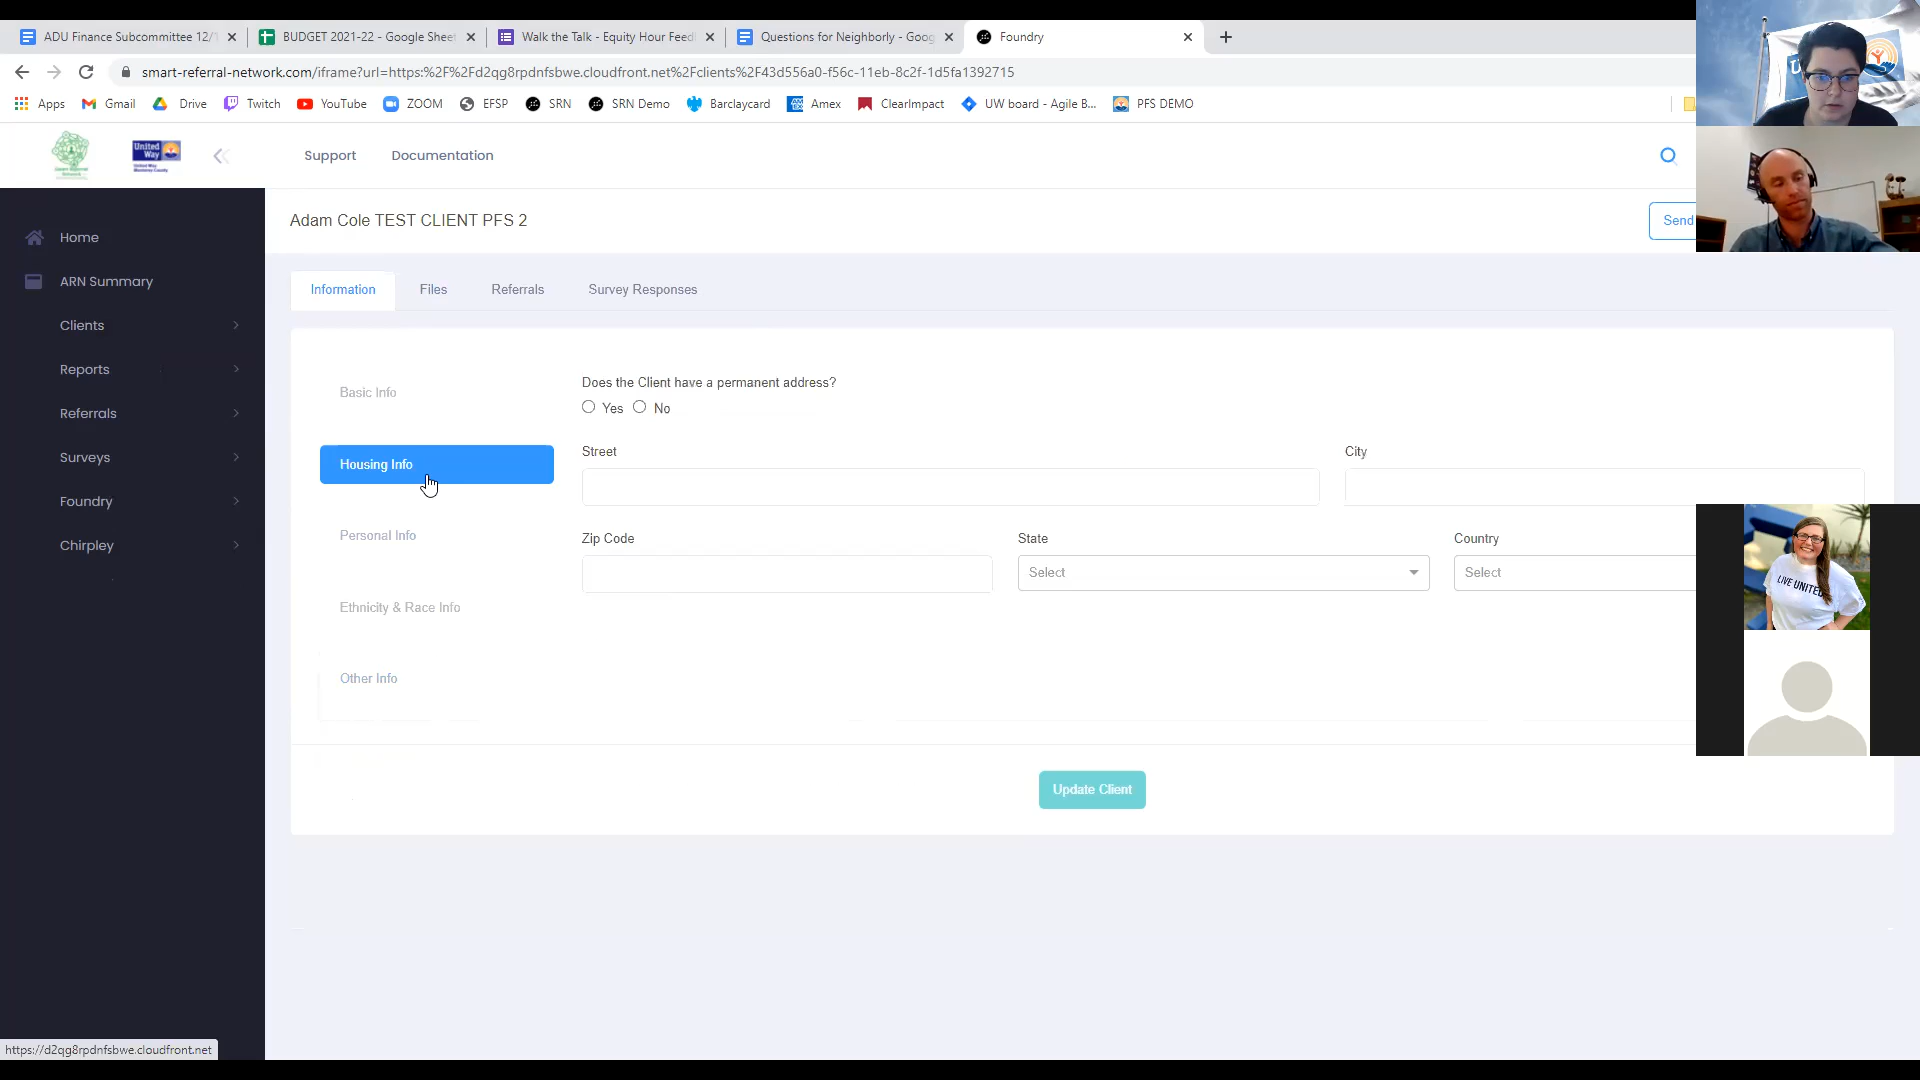 ADU Finance Subcommittee 12/1
BUDGET 2021-22 - Google Sheet
Walk the Talk - Equity Hour Feed
Questions for Neighborly - Goog
Foundry
smart-referral-network.com/iframe?url=https:%2F%2Fd2qg8rpdnfsbwe.cloudfront.net%2Fclients%2F43d556a0-f56c-11eb-8c2f-1d5fa1392715
Apps
Gmail
Drive
Twitch
YouTube
ZOOM
EFSP
SRN
SRN Demo
Barclaycard
Amex
ClearImpact
UW board - Agile B...
PFS DEMO
United Way
Support
Documentation
Adam Cole TEST CLIENT PFS 2
Send
Home
ARN Summary
Clients
Reports
Referrals
Surveys
Foundry
Chirpley
Information
Files
Referrals
Survey Responses
Basic Info
Housing Info
Personal Info
Ethnicity & Race Info
Other Info
Does the Client have a permanent address?
Yes No
Street
City
Zip Code
State
Country
Select
Select
Update Client
LIVE UNITED
https://d2qg8rpdnfsbwe.cloudfront.net